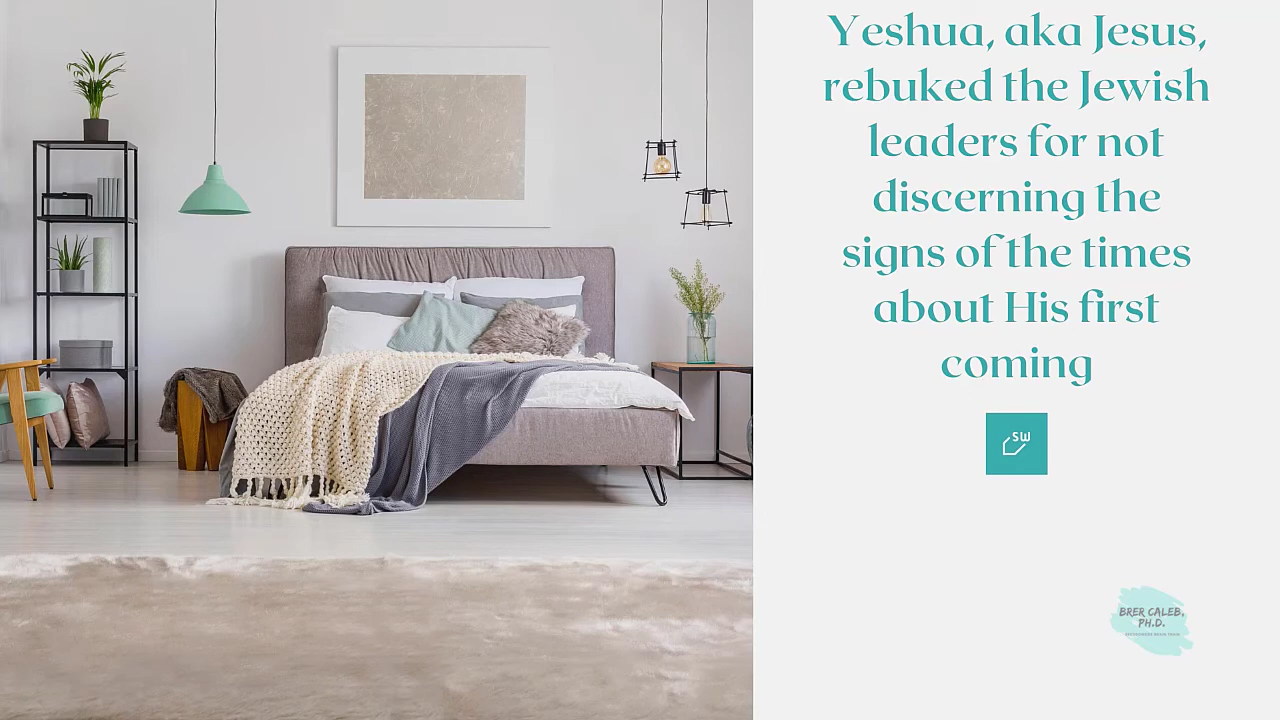 Yeshua, aka Jesus,
rebuked the Jewish
leaders for not
discerning the
signs of the times
about His first
coming
SW
BRER CALEB,
PH.D.